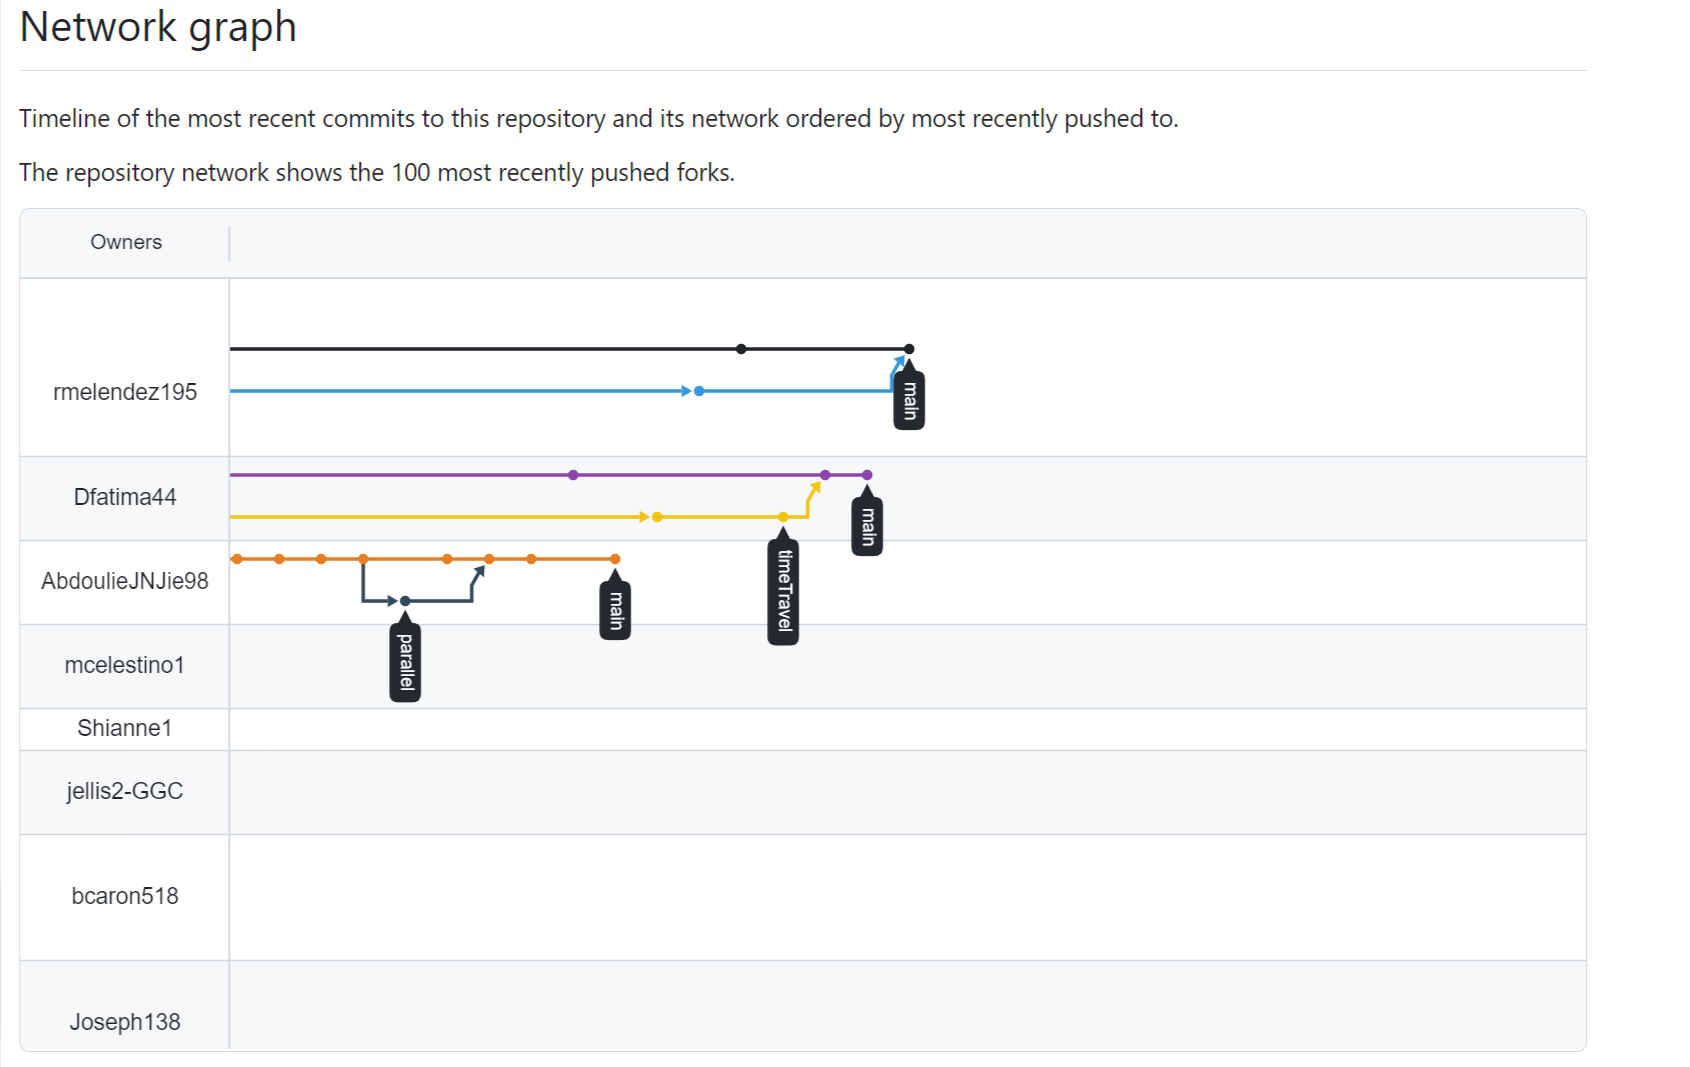 Network graph
Timeline of the most recent commits to this repository and its network ordered by most recently pushed to.
The repository network shows the 100 most recently pushed forks.
Owners
rmelendez195
main
Dfatima44
main
timeTravel
AbdoulieJNJie98
main
parallel
mcelestino1
Shianne1
jellis2-GGC
bcaron518
Joseph138